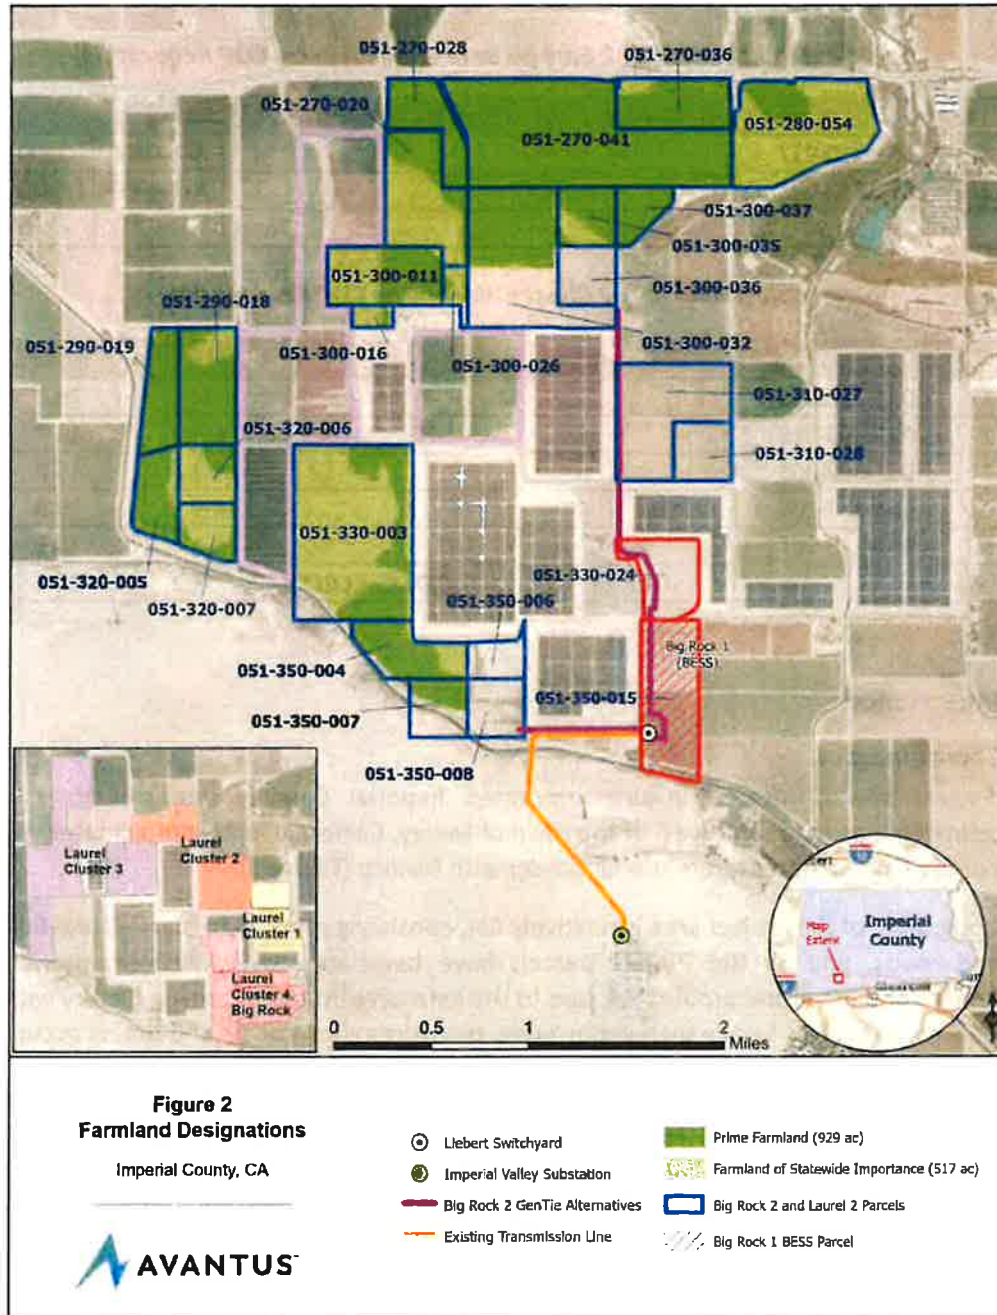 051-270-028
051-270-036
051-270-020
051-280-054
051-270-041
051-300-037
051-300-035
051-300-011
051-300-036
051-290-018
051-300-032
051-290-019
051-300-016
051-300-026
051-310-027
051-320-006
051-310-028
051-330-003
051-330-024
051-320-005
051-350-006
051-320-007
Big Rock 1
(BESS)
051-350-004
051-350-015
051-350-007
051-350-008
Laurel
Cluster 3
Laurel
Cluster 2
Laurel
Cluster 1
Laurel
Cluster 4,
Big Rock
Imperial
County
Map
Extent
0 0.5 1 2
Miles
Figure 2
Farmland Designations
Imperial County, CA
AVANTUS
Liebert Switchyard
Imperial Valley Substation
Big Rock 2 GenTie Alternatives
Existing Transmission Line
Prime Farmland (929 ac)
Farmland of Statewide Importance (517 ac)
Big Rock 2 and Laurel 2 Parcels
Big Rock 1 BESS Parcel